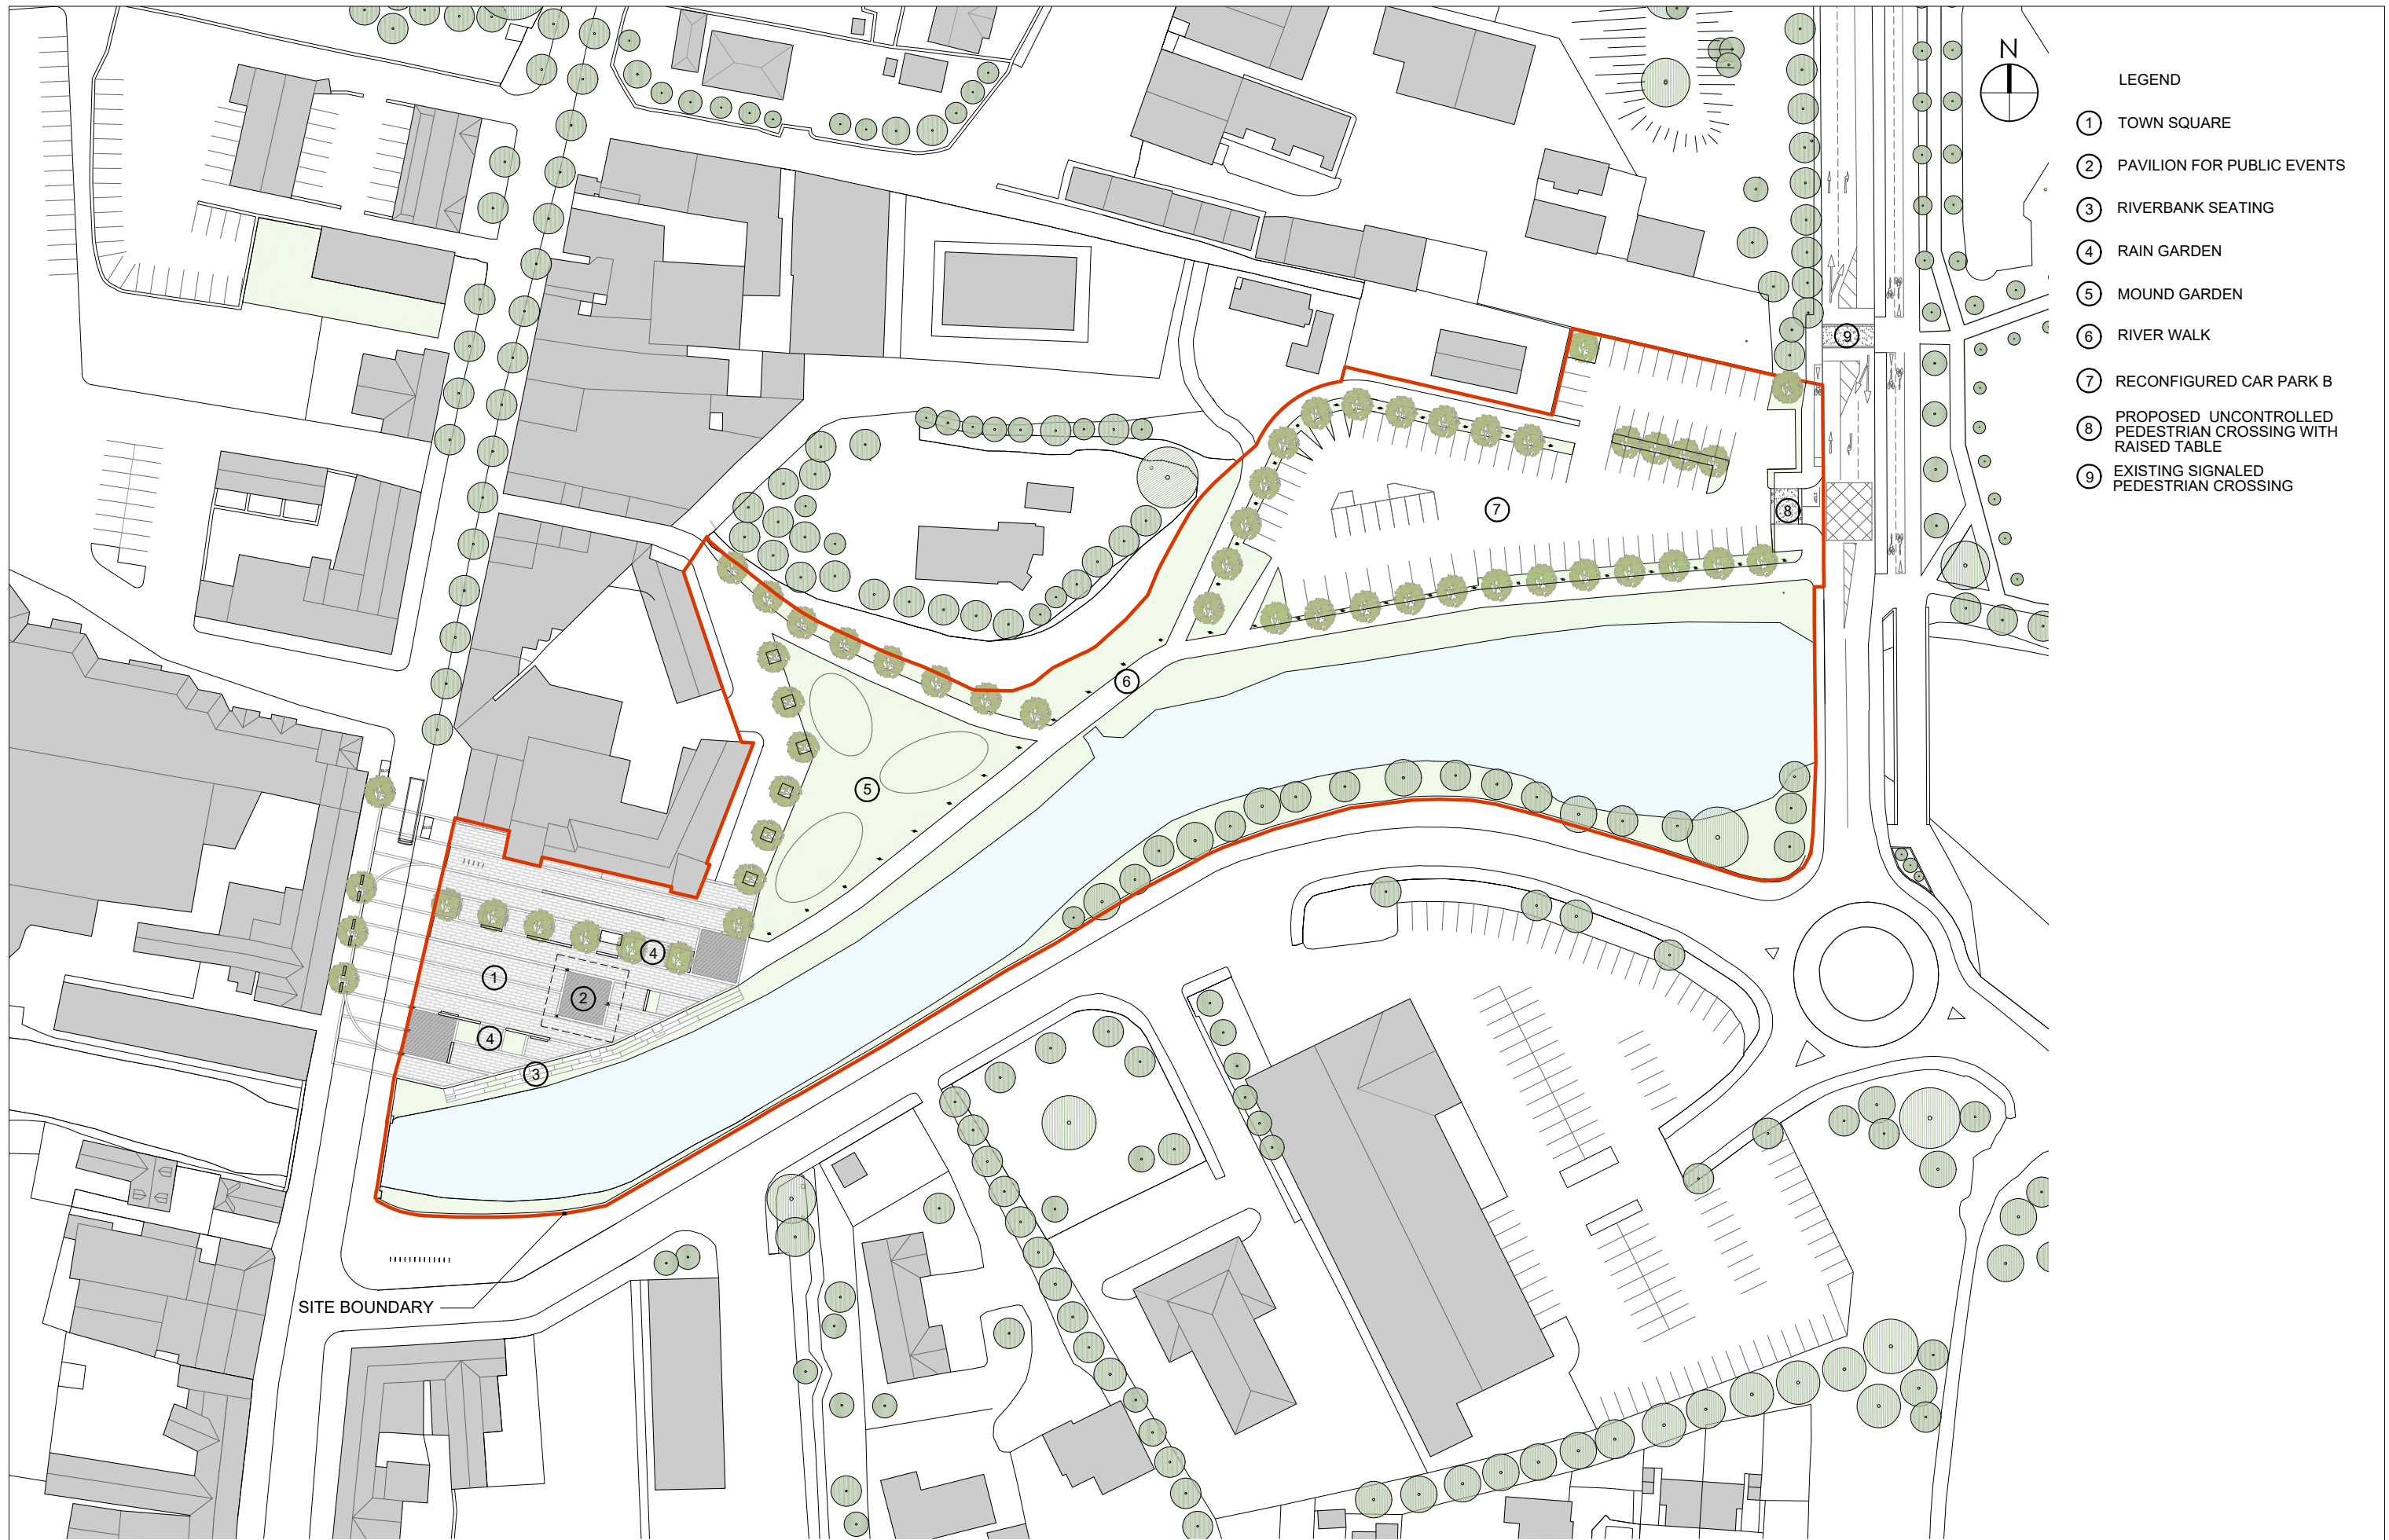 N
LEGEND
1 TOWN SQUARE
2 PAVILION FOR PUBLIC EVENTS
3 RIVERBANK SEATING
4 RAIN GARDEN
5 MOUND GARDEN
6 RIVER WALK
7 RECONFIGURED CAR PARK B
8 PROPOSED UNCONTROLLED
PEDESTRIAN CROSSING WITH
RAISED TABLE
9 EXISTING SIGNALED
PEDESTRIAN CROSSING
9
7
8
6
5
4
1
2
4
3
SITE BOUNDARY